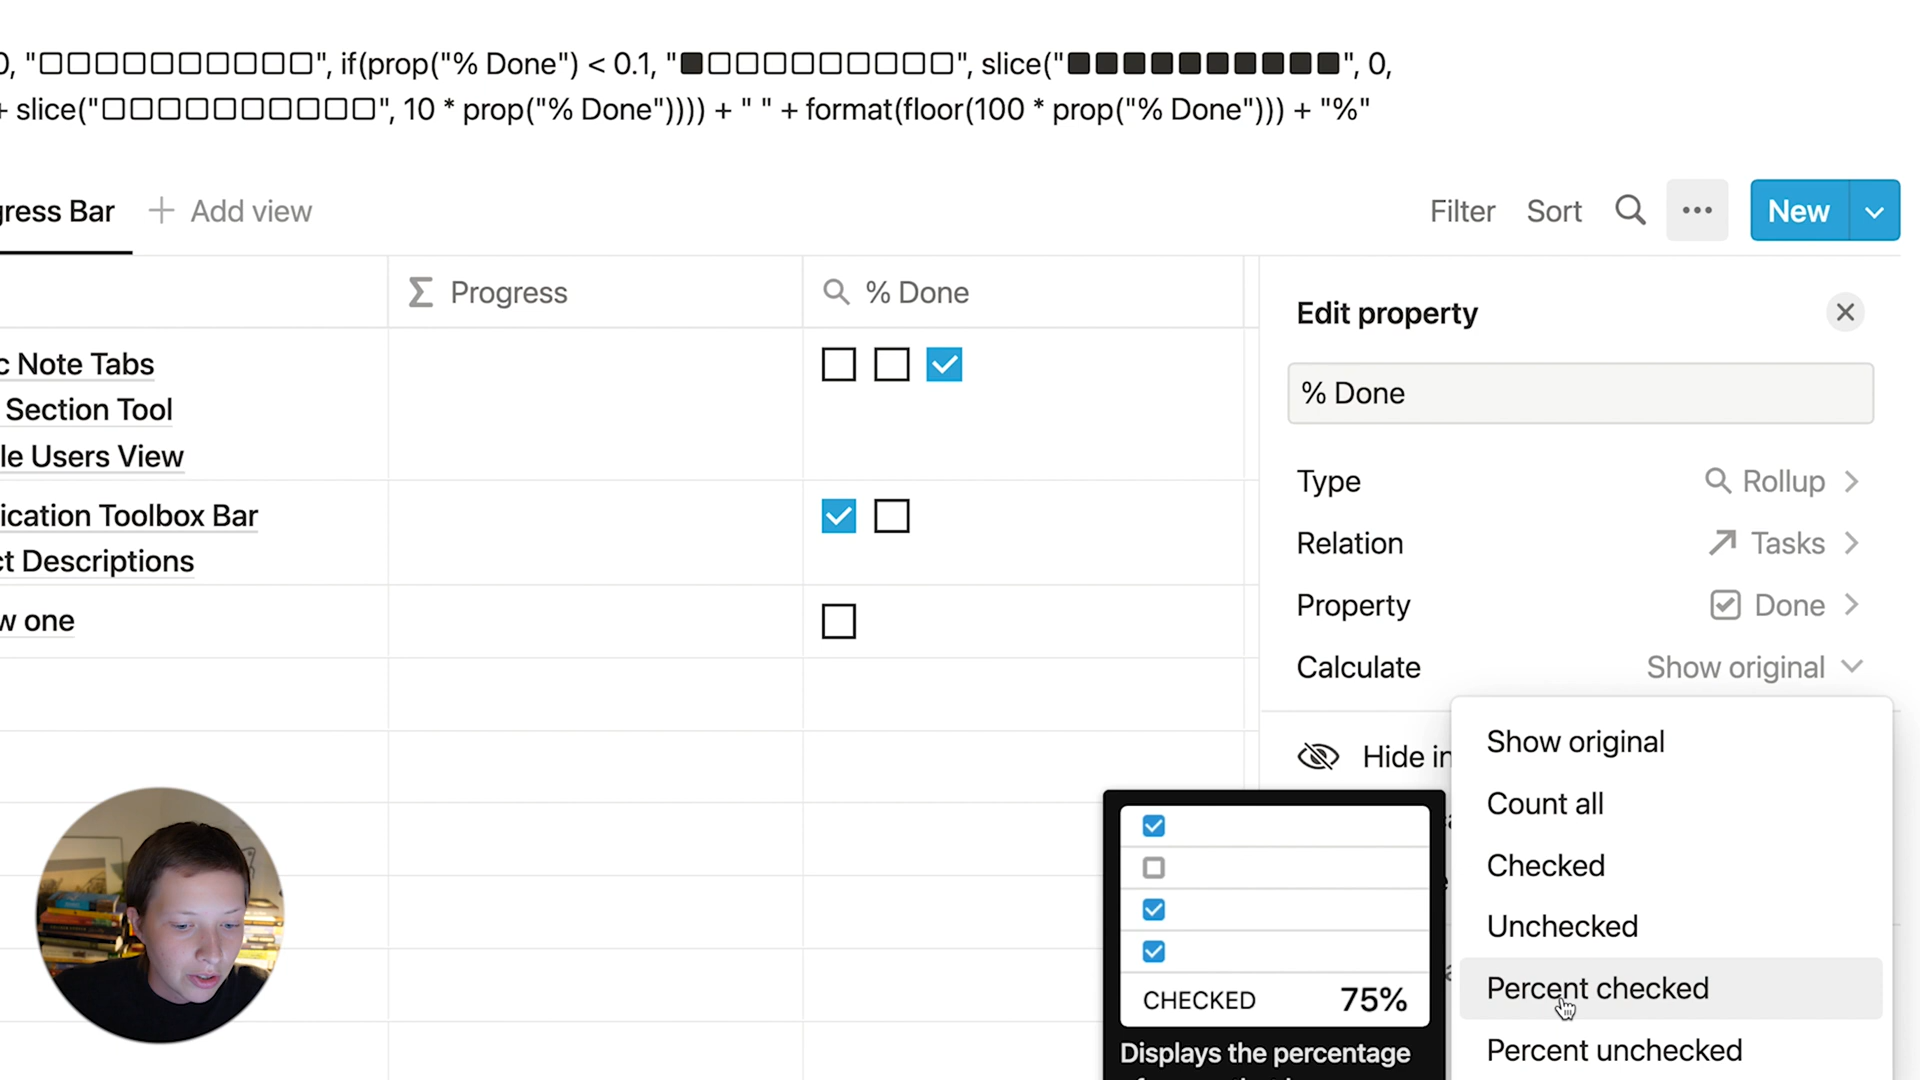 0, "□□□□□□□□□□", if(prop("% Done") < 0.1, "■□□□□□□□□□", slice("■■■■■■■■■■", 0,
+ slice("□□□□□□□□□□", 10 * prop("% Done")))) + " " + format(floor(100 * prop("% Done"))) + "%"
gress Bar + Add view Filter Sort ••• New
Σ Progress % Done
c Note Tabs
Section Tool
le Users View
ication Toolbox Bar
ct Descriptions
w one
Edit property
% Done
Type Rollup
Relation Tasks
Property Done
Calculate Show original
Hide in
Show original
Count all
Checked
Unchecked
Percent checked
Percent unchecked
CHECKED 75%
Displays the percentage